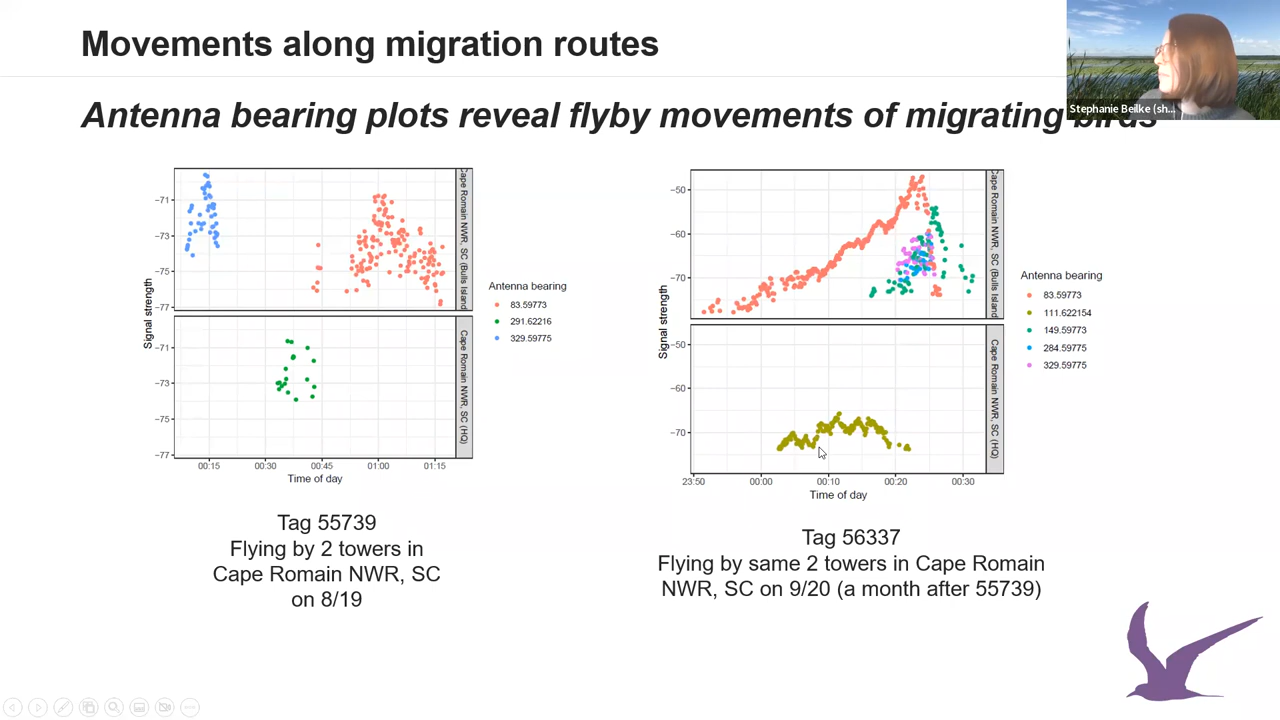 Movements along migration routes
Stephanie Beilke (sh...
Antenna bearing plots reveal flyby movements of migrating birds
Signal strength
-71
-73
-75
-77
Cape Romain NWR, SC (Bulls Island
-71
-73
-75
-77
Cape Romain NWR, SC (HQ)
00:15
00:30
00:45
01:00
01:15
Time of day
Antenna bearing
83.59773
291.62216
329.59775
Tag 55739
Flying by 2 towers in
Cape Romain NWR, SC
on 8/19
Signal strength
-50
-60
-70
Cape Romain NWR, SC (Bulls Island
-50
-60
-70
Cape Romain NWR, SC (HQ)
23:50
00:00
00:10
00:20
00:30
Time of day
Antenna bearing
83.59773
111.622154
149.59773
284.59775
329.59775
Tag 56337
Flying by same 2 towers in Cape Romain
NWR, SC on 9/20 (a month after 55739)